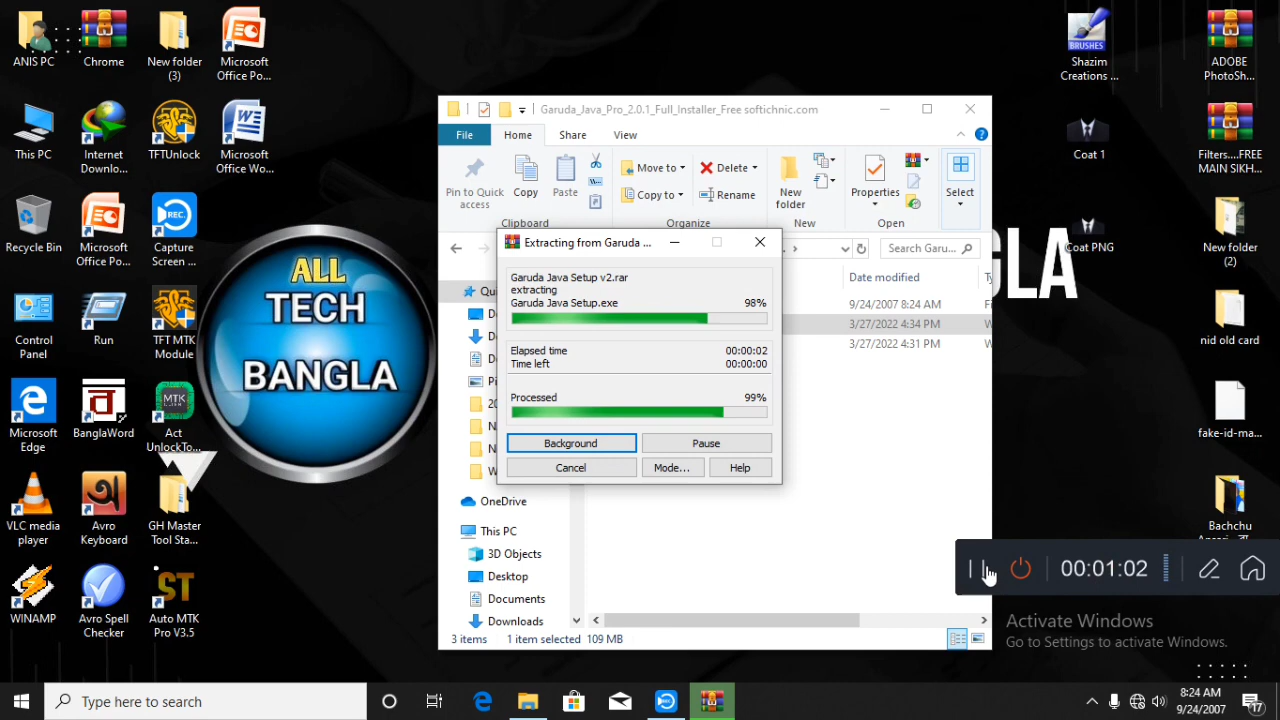 ANIS PC
Chrome
New folder
(3)
Microsoft
Office Po...
This PC
Internet
Downlo...
TFTUnlock
Microsoft
Office Wo...
Recycle Bin
Microsoft
Office Po...
REC.
Capture
Screen ...
Control
Panel
Run
TFT MTK
Module
Microsoft
Edge
BanglaWord
MTK
Act
UnlockTo...
VLC media
player
Avro
Keyboard
GH Master
Tool Sta...
WINAMP
Avro Spell
Checker
ST
Auto MTK
Pro V3.5
ALL
TECH
BANGLA
GLA
BRUSHES
Shazim
Creations ...
ADOBE
PhotoSh...
Coat 1
Filters....FREE
MAIN SIKH...
Coat PNG
New folder
(2)
nid old card
fake-id-ma...
Bachchu
Garuda_Java_Pro_2.0.1_Full_Installer_Free softichnic.com
File
Home
Share
View
Pin to Quick
access
Copy
Paste
Move to
Copy to
Delete
Rename
New
folder
Properties
Open
Select
Clipboard
Organize
New
Search Garu...
Date modified
Ty
9/24/2007 8:24 AM
3/27/2022 4:34 PM
3/27/2022 4:31 PM
Extracting from Garuda ...
Garuda Java Setup v2.rar
extracting
Garuda Java Setup.exe
98%
Elapsed time
00:00:02
Time left
00:00:00
Processed
99%
Background
Pause
Cancel
Mode...
Help
OneDrive
This PC
3D Objects
Desktop
Documents
Downloads
3 items
1 item selected 109 MB
00:01:02
Activate Windows
Go to Settings to activate Windows.
Type here to search
8:24 AM
9/24/2007
17